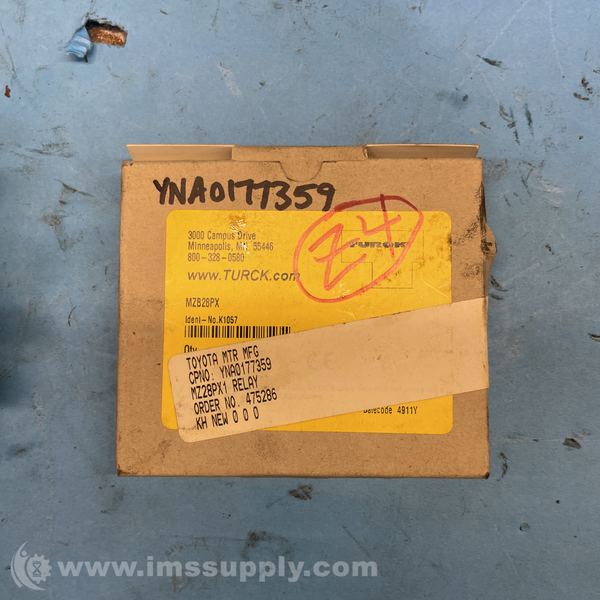 YNA0177359
3000 Campus Drive
Minneapolis, MN. 55446
800-328-0580
www.TURCK.com
TURCK
Z4
MZB28PX
Ident-No.K1057
Qty
TOYOTA MTR MFG
CPNO: YNA0177359
MZ28PX1 RELAY
ORDER NO. 475286
KH NEW 0 0 0
Datecode 4911Y
www.imssupply.com